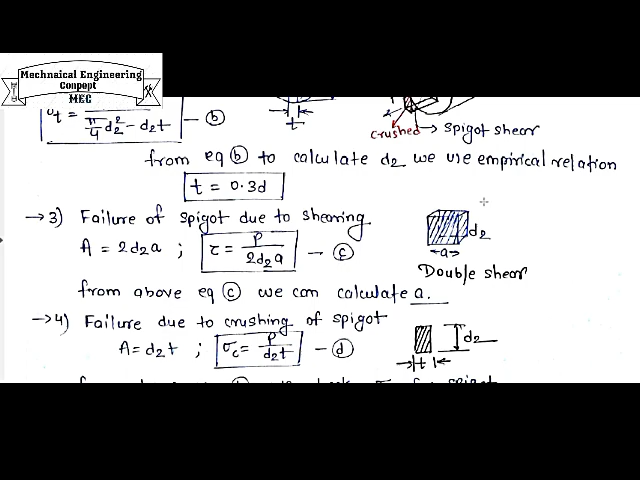 Mechnaical Engineering
Conpept
MEC
σt = P / (π/4 d2² - d2t) — (b)
t
crushed
→ spigot shear
from eq (b) to calculate d2 we use empirical relation
t = 0.3d
→ 3) Failure of spigot due to shearing
A = 2d2a ; τ = P / 2d2a — (c)
d2
a
Double shear
from above eq (c) we can calculate a.
→ 4) Failure due to crushing of spigot
A = d2t ; σc = P / d2t — (d)
d2
t